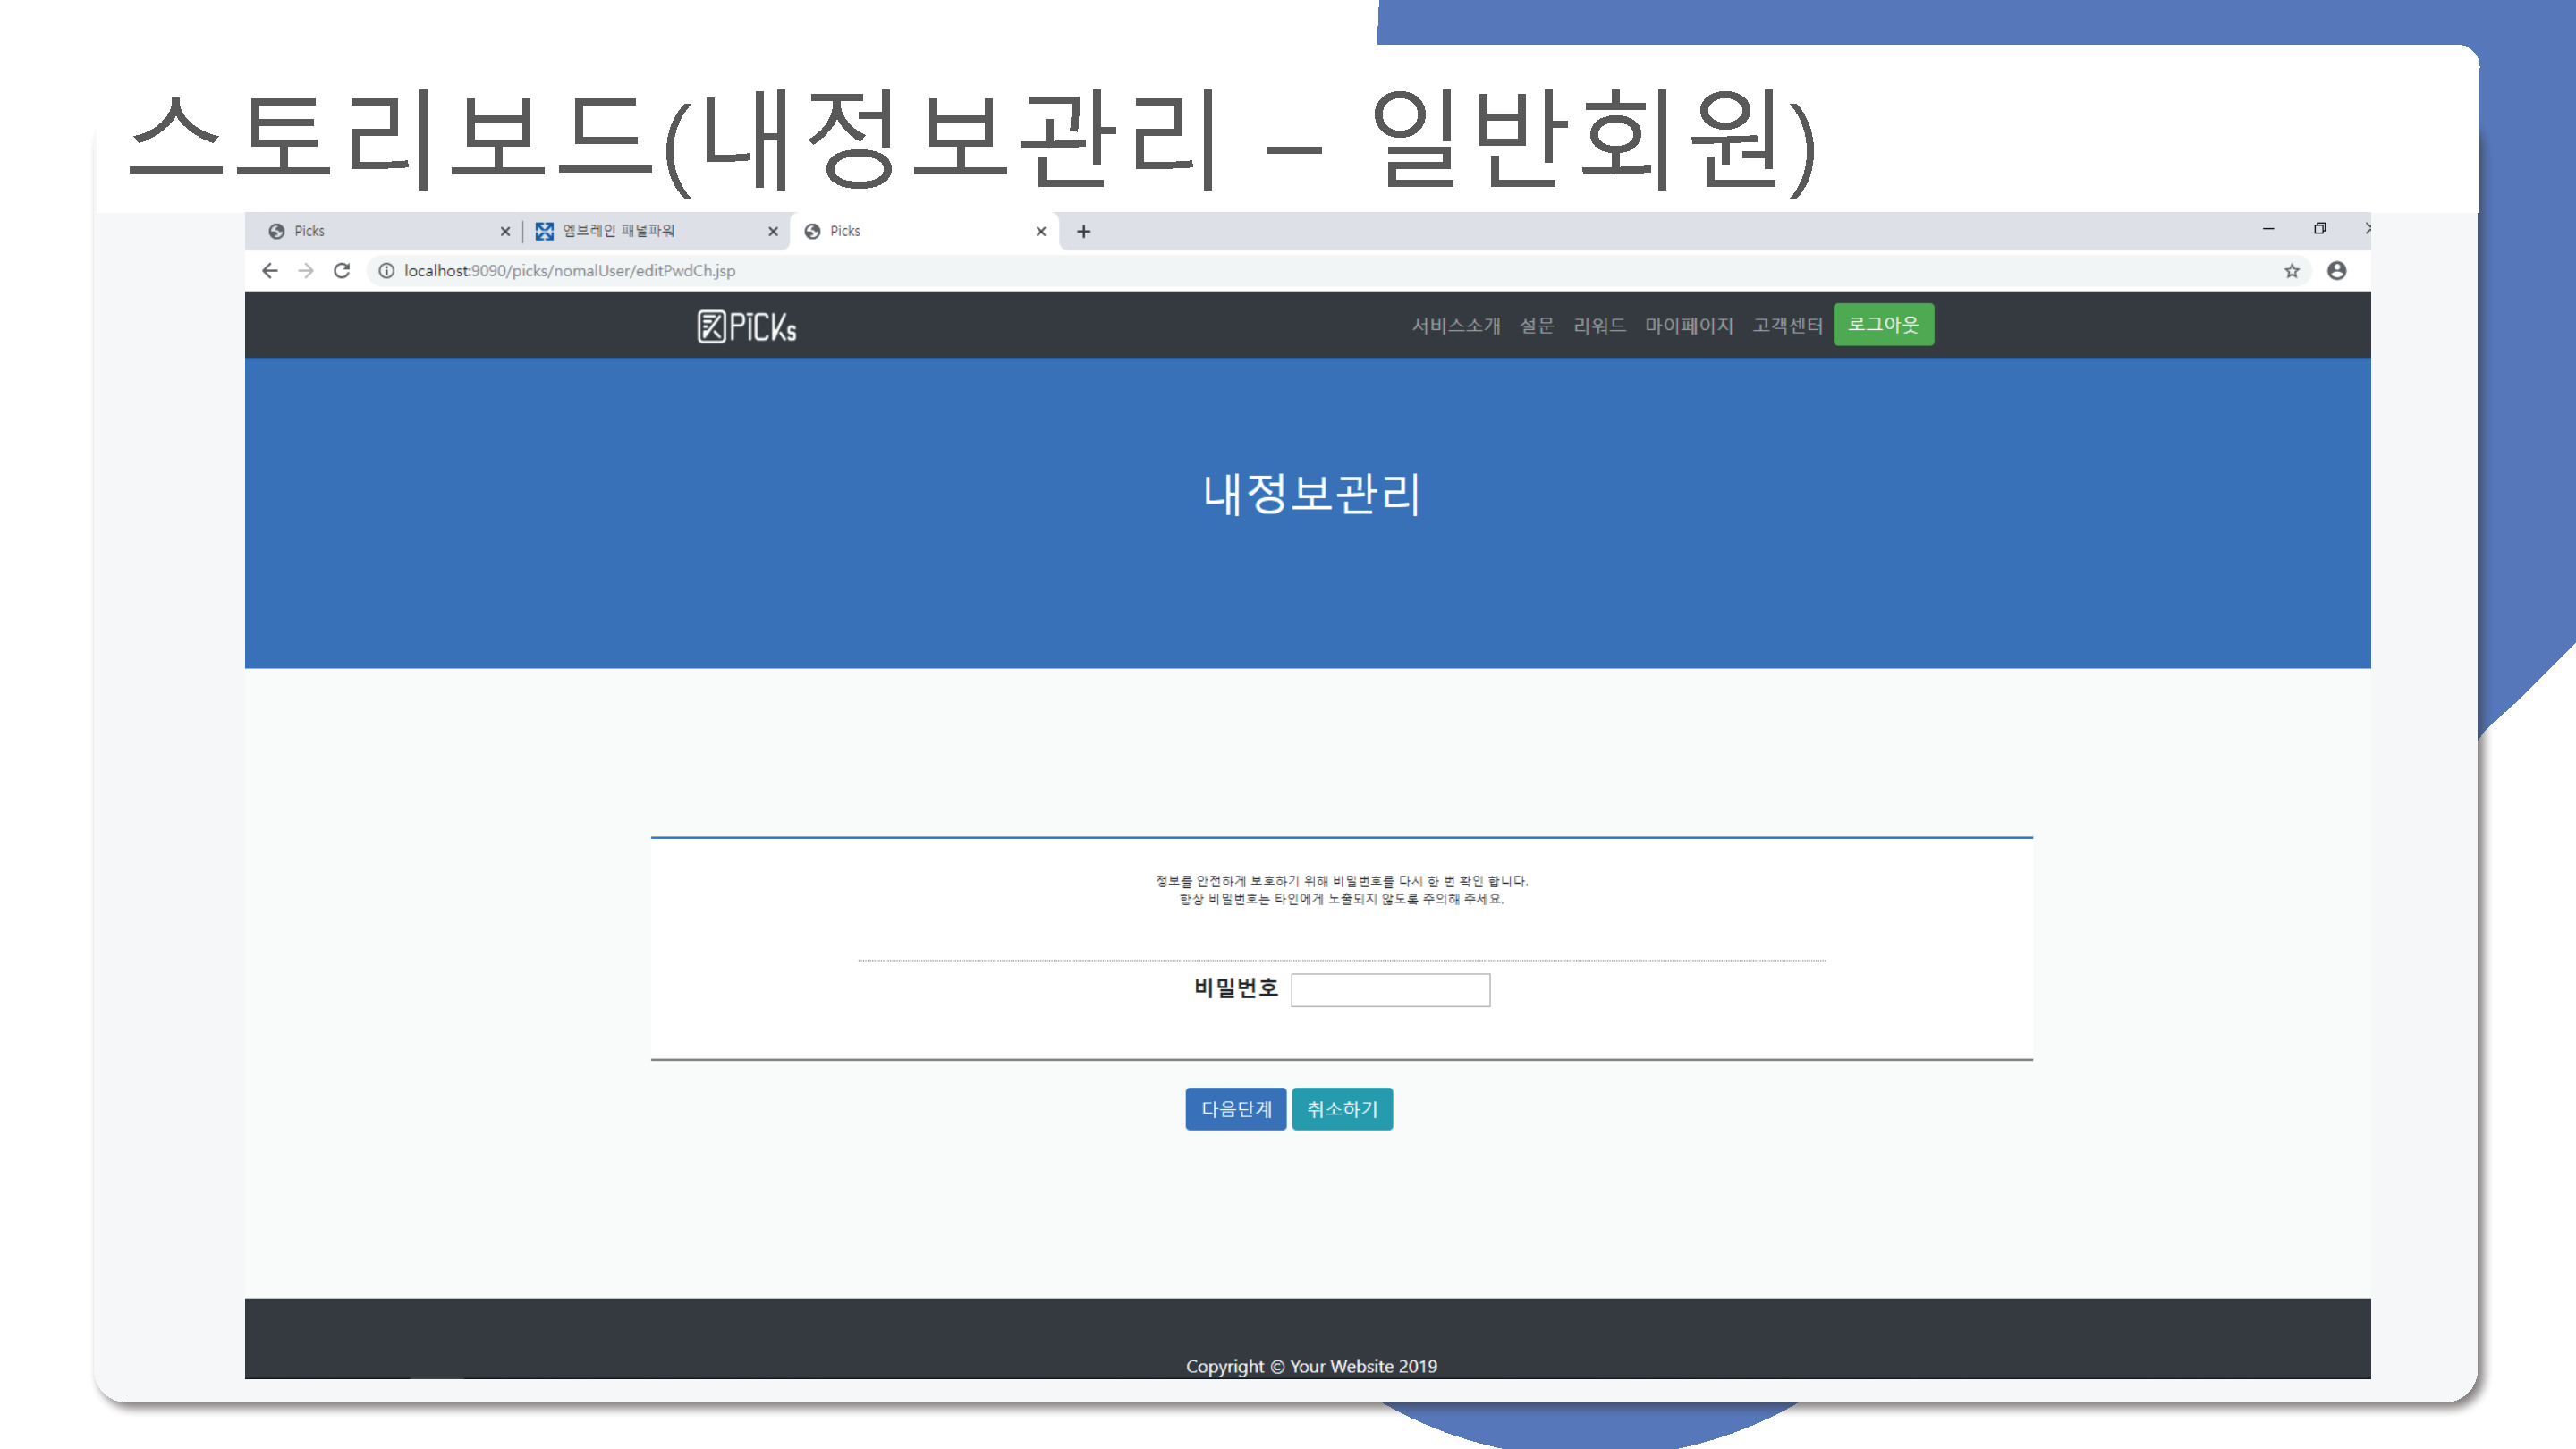 스토리보드(내정보관리 – 일반회원)
Picks
엠브레인 패널파워
Picks
localhost:9090/picks/nomalUser/editPwdCh.jsp
PiCKs
서비스소개 설문 리워드 마이페이지 고객센터 로그아웃
내정보관리
정보를 안전하게 보호하기 위해 비밀번호를 다시 한 번 확인 합니다.
항상 비밀번호는 타인에게 노출되지 않도록 주의해 주세요.
비밀번호
다음단계 취소하기
Copyright © Your Website 2019